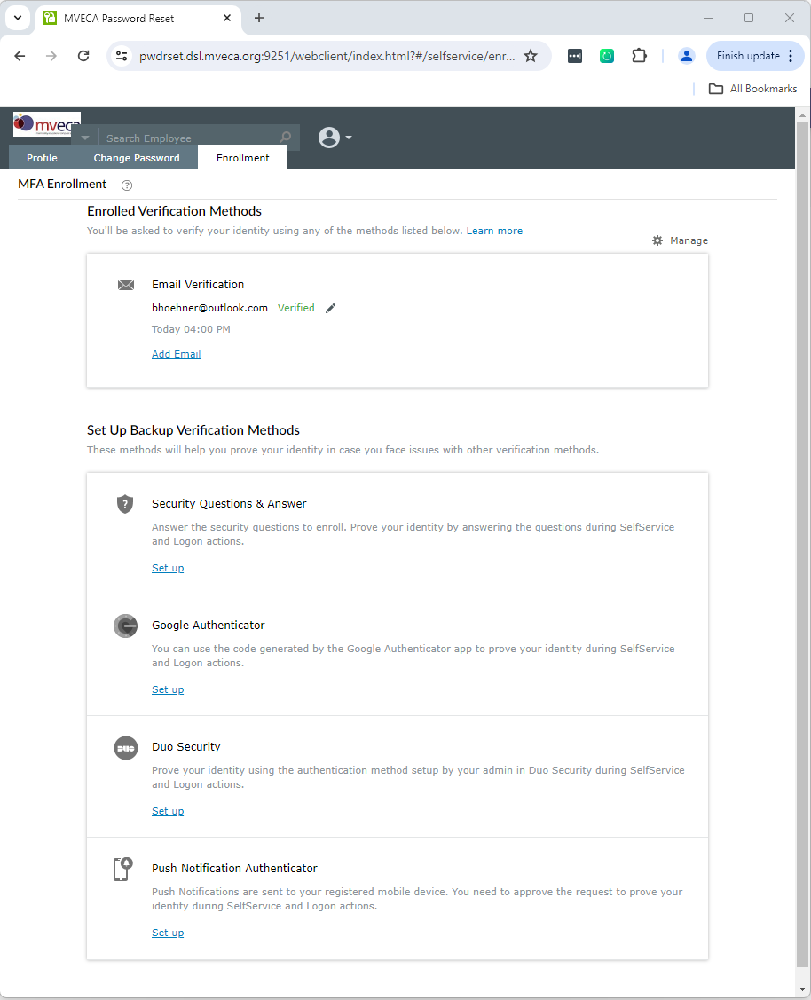 MVECA Password Reset
pwdrset.dsl.mveca.org:9251/webclient/index.html?#/selfservice/enr...
Finish update
All Bookmarks
mveca
Search Employee
Profile
Change Password
Enrollment
MFA Enrollment ?
Enrolled Verification Methods
You'll be asked to verify your identity using any of the methods listed below. Learn more
Manage
Email Verification
bhoehner@outlook.com Verified
Today 04:00 PM
Add Email
Set Up Backup Verification Methods
These methods will help you prove your identity in case you face issues with other verification methods.
?
Security Questions & Answer
Answer the security questions to enroll. Prove your identity by answering the questions during SelfService
and Logon actions.
Set up
Google Authenticator
You can use the code generated by the Google Authenticator app to prove your identity during SelfService
and Logon actions.
Set up
DUO
Duo Security
Prove your identity using the authentication method setup by your admin in Duo Security during SelfService
and Logon actions.
Set up
Push Notification Authenticator
Push Notifications are sent to your registered mobile device. You need to approve the request to prove your
identity during SelfService and Logon actions.
Set up